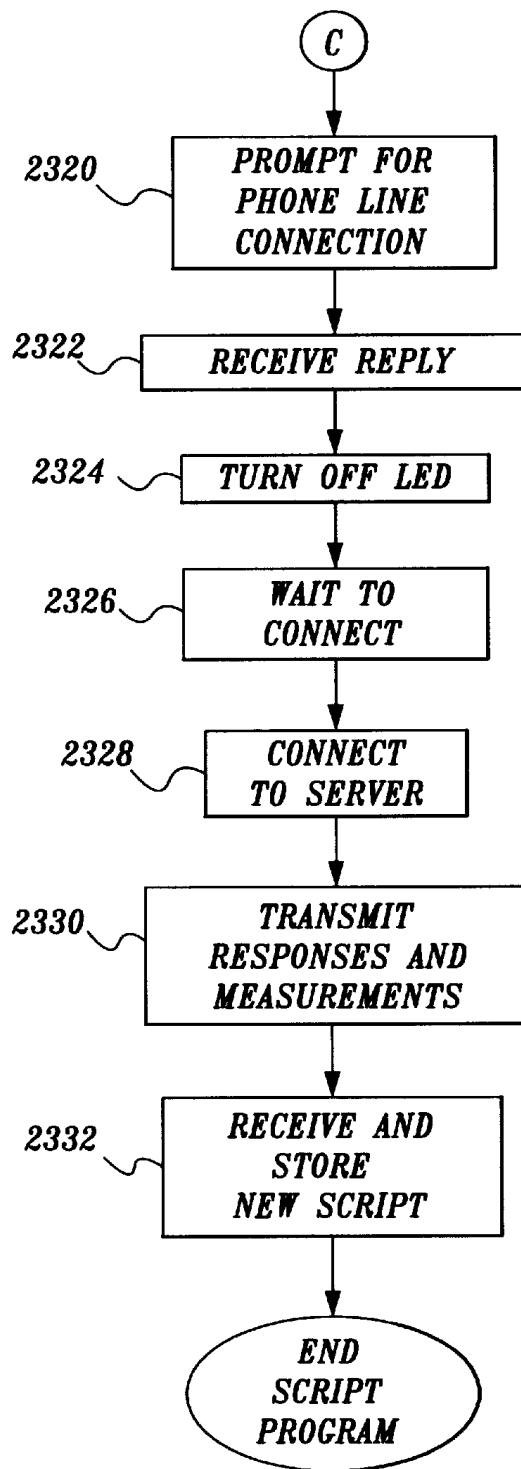 C
2320
PROMPT FOR
PHONE LINE
CONNECTION
2322
RECEIVE REPLY
2324
TURN OFF LED
2326
WAIT TO
CONNECT
2328
CONNECT
TO SERVER
2330
TRANSMIT
RESPONSES AND
MEASUREMENTS
2332
RECEIVE AND
STORE
NEW SCRIPT
END
SCRIPT
PROGRAM